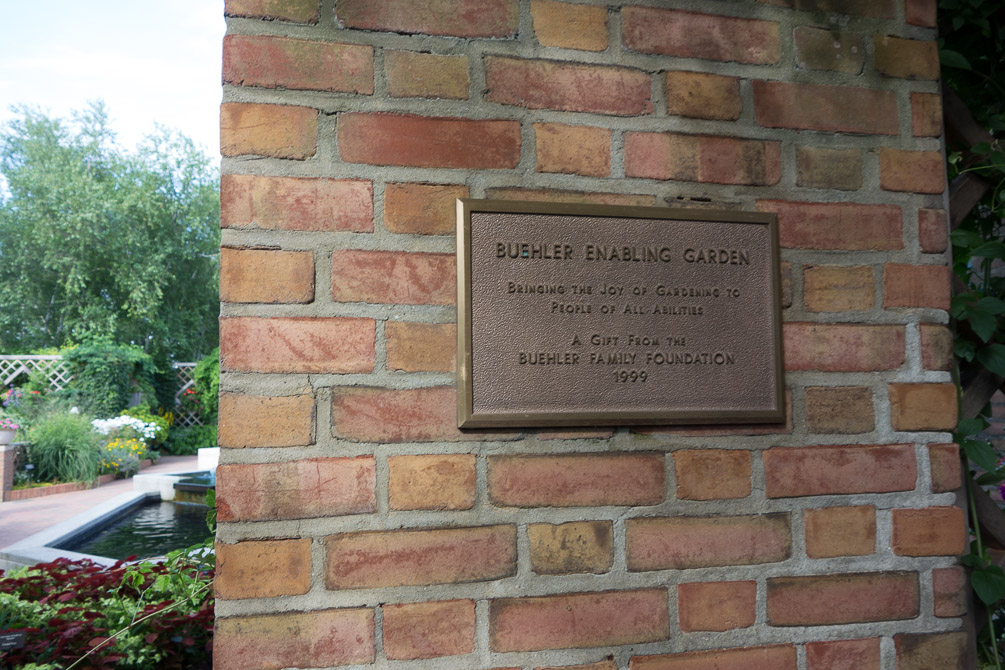 BUEHLER ENABLING GARDEN
BRINGING THE JOY OF GARDENING TO
PEOPLE OF ALL ABILITIES
A GIFT FROM THE
BUEHLER FAMILY FOUNDATION
1999